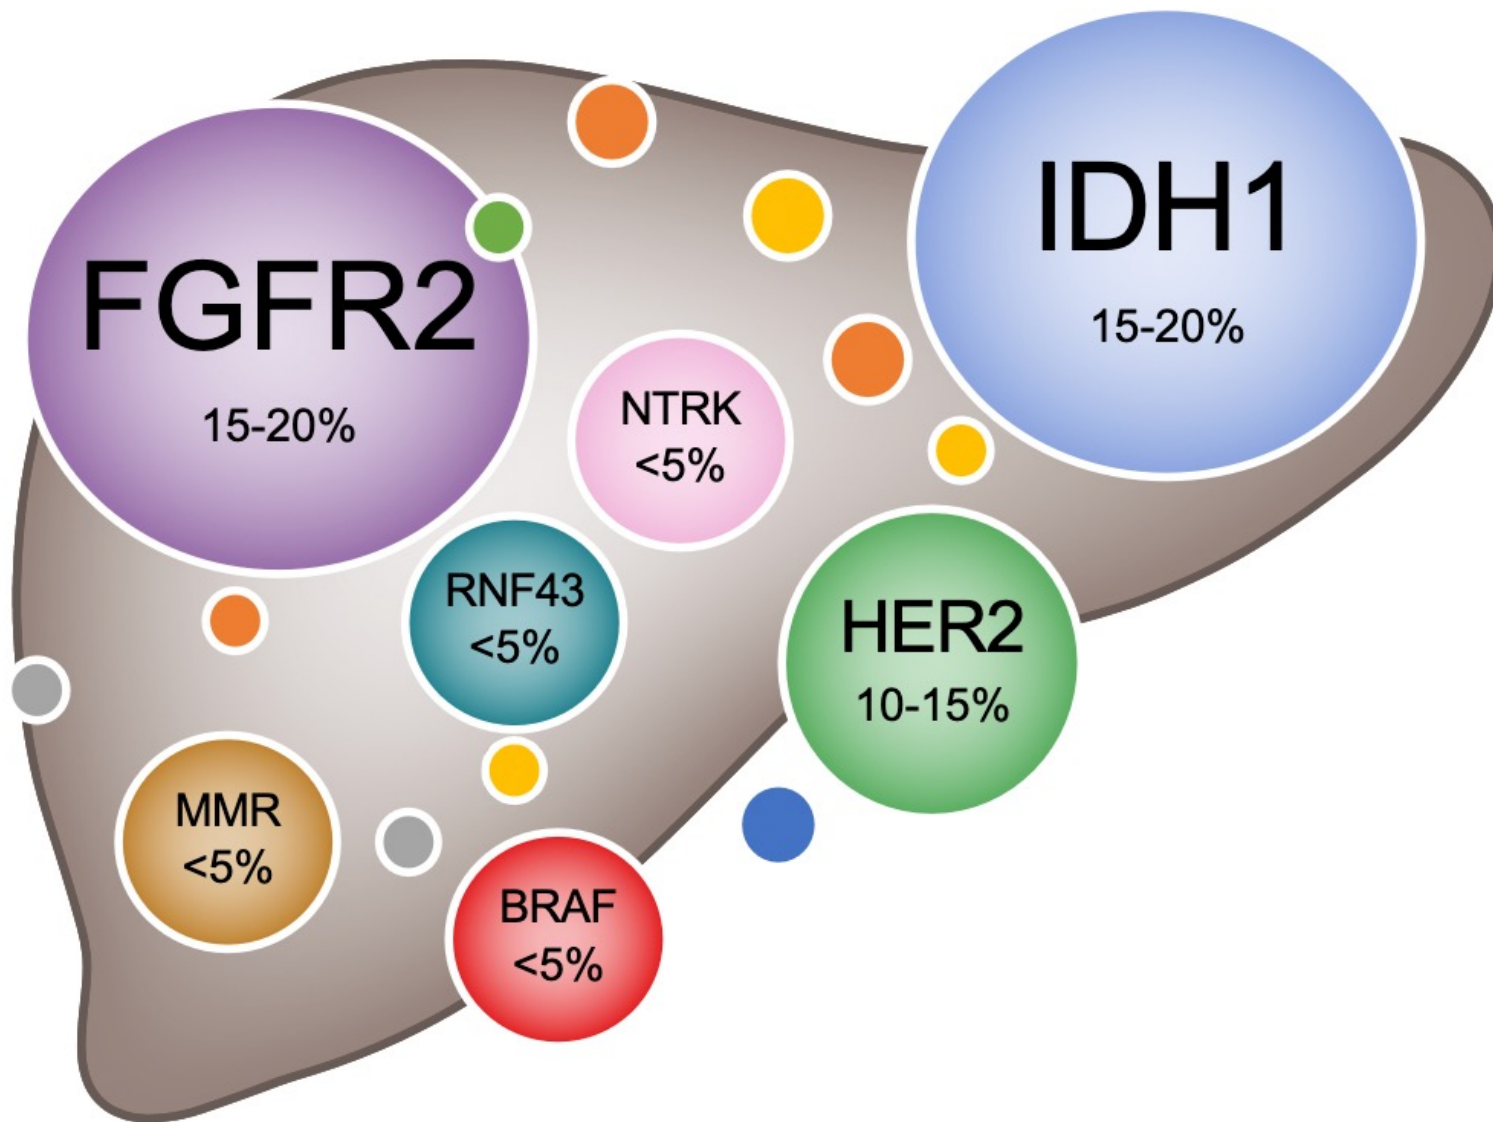 IDH1
15-20%
FGFR2
15-20%
NTRK
<5%
RNF43
<5%
HER2
10-15%
MMR
<5%
BRAF
<5%